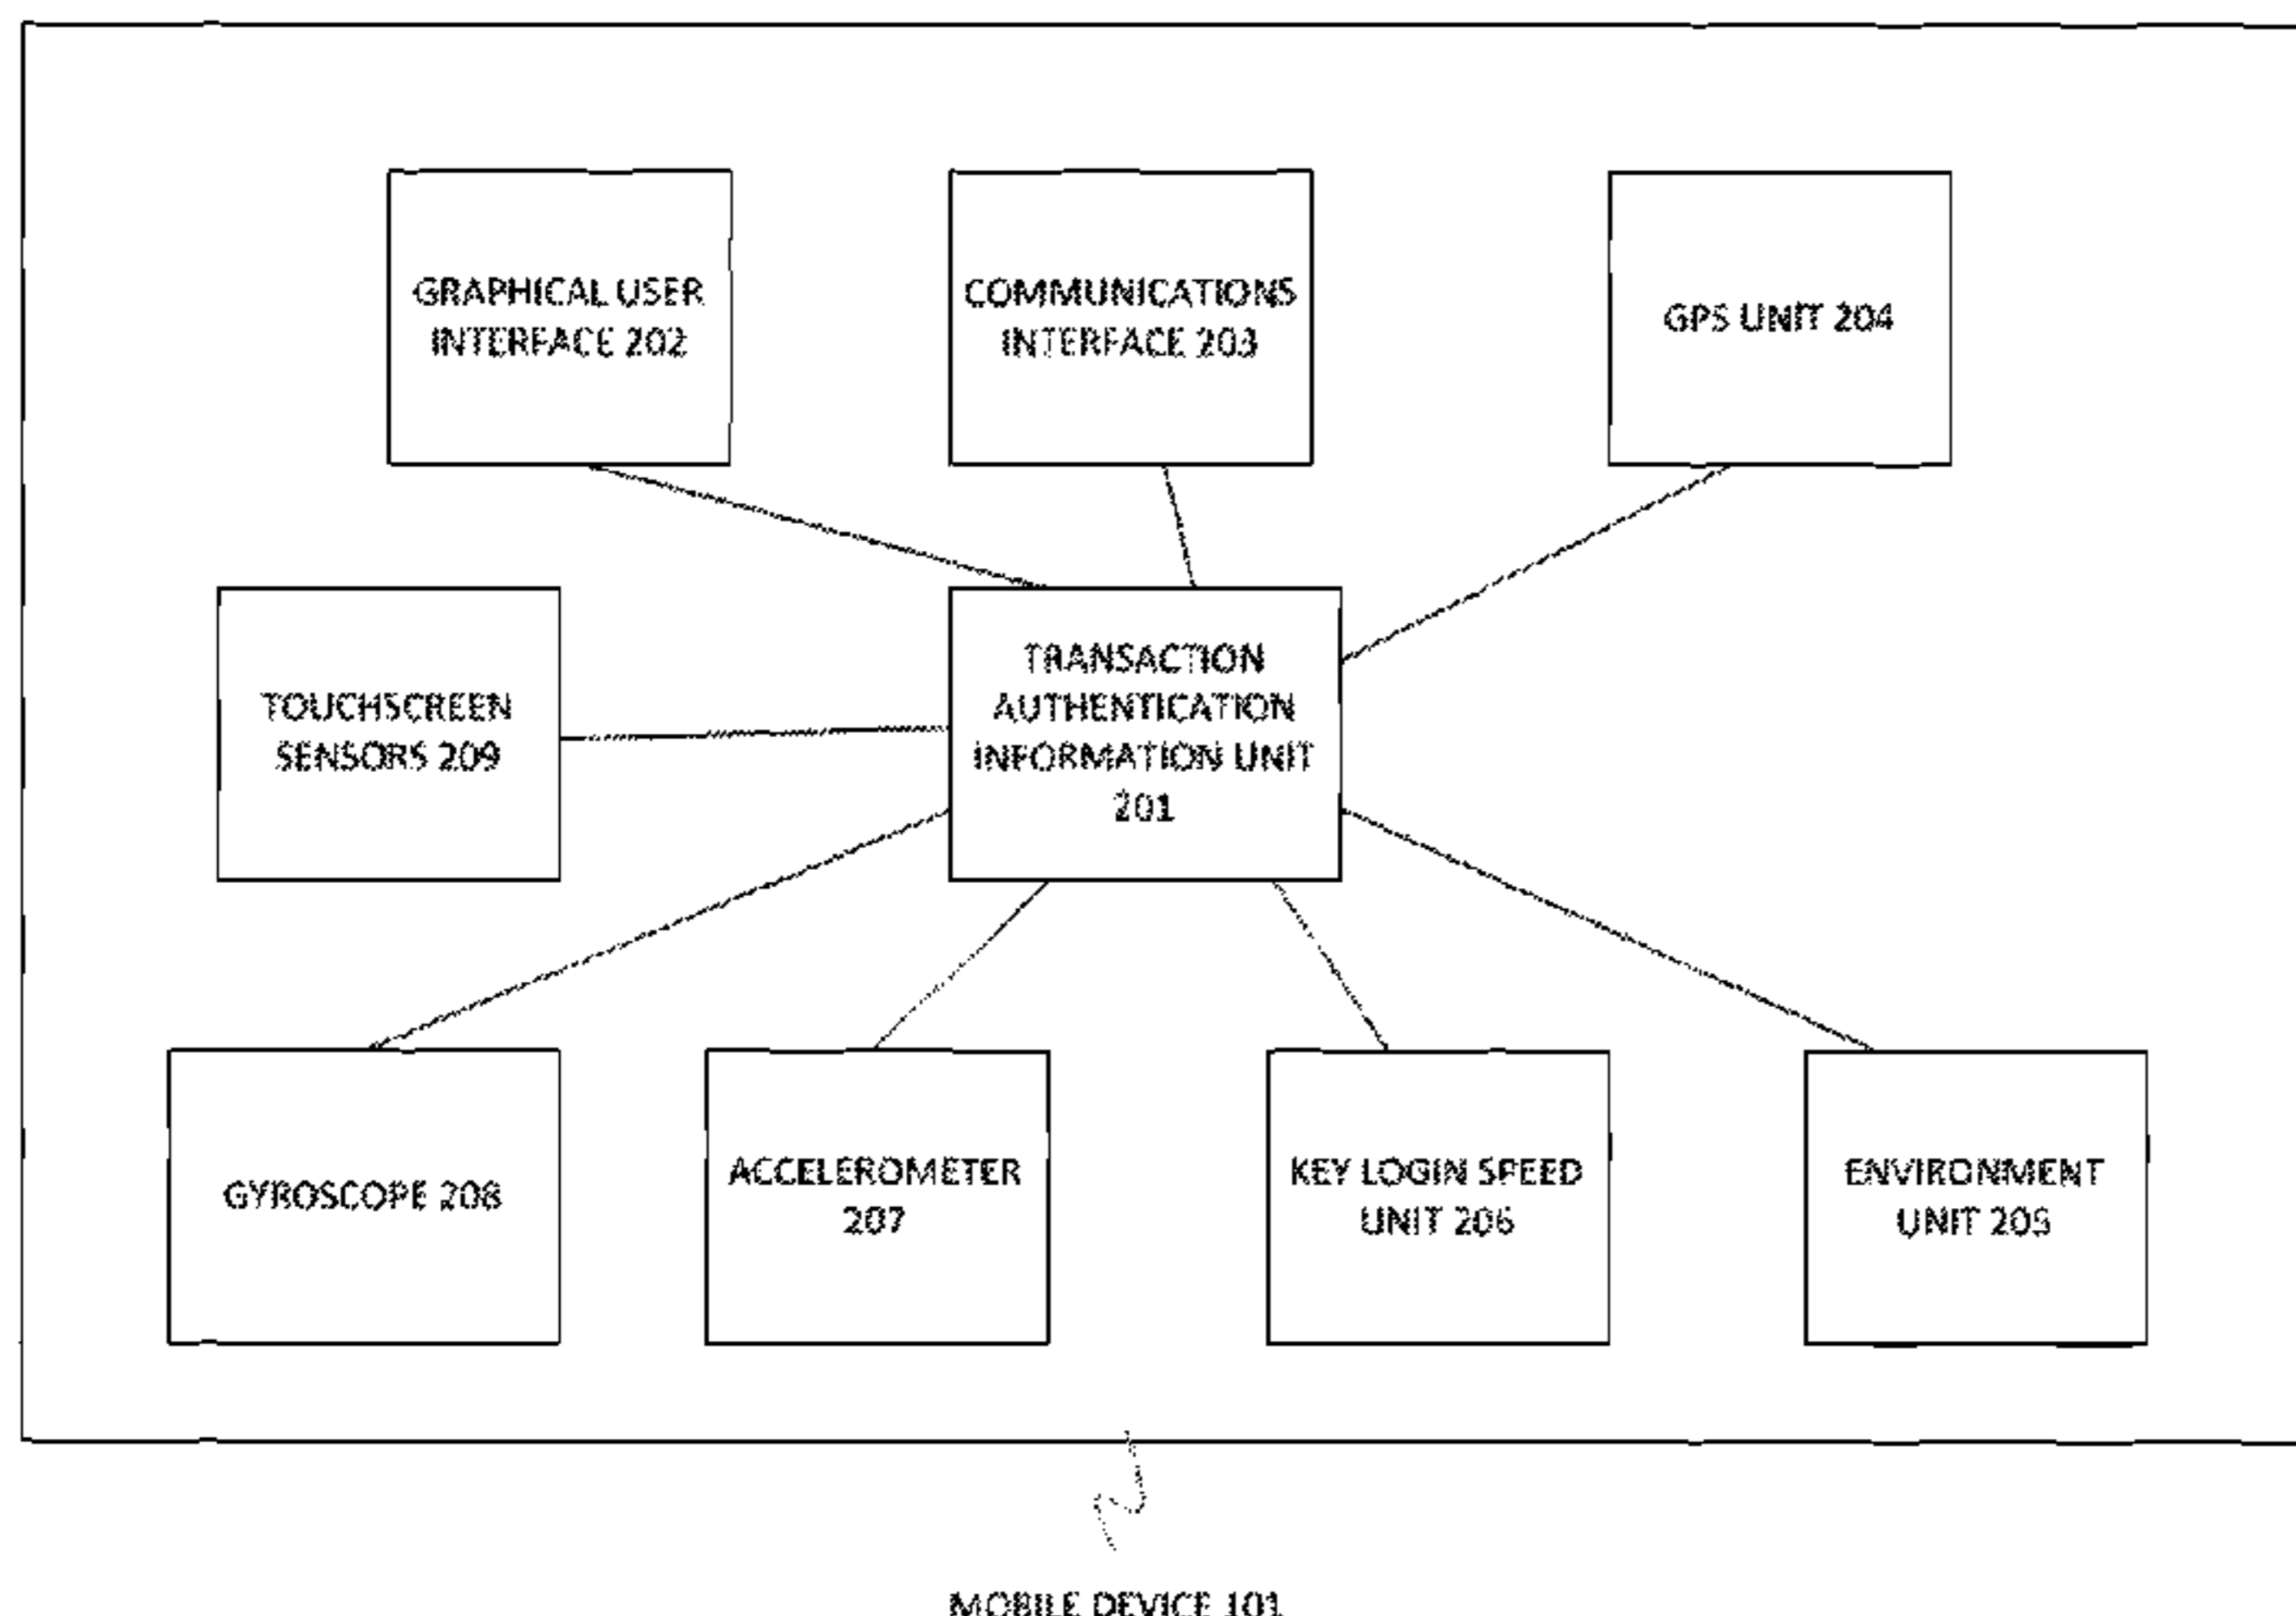 GRAPHICAL USER
INTERFACE 202
COMMUNICATIONS
INTERFACE 203
GPS UNIT 204
TOUCHSCREEN
SENSORS 209
TRANSACTION
AUTHENTICATION
INFORMATION UNIT
201
GYROSCOPE 208
ACCELEROMETER
207
KEY LOGIN SPEED
UNIT 206
ENVIRONMENT
UNIT 205
MOBILE DEVICE 101